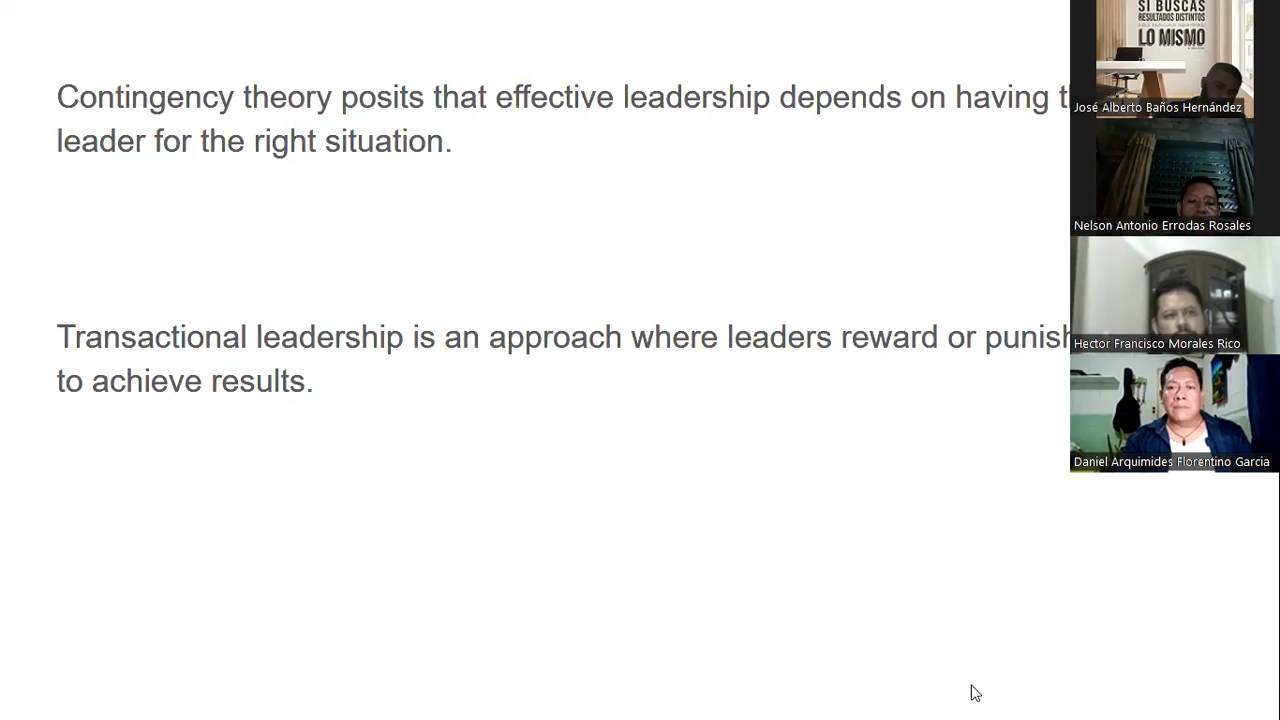 Contingency theory posits that effective leadership depends on having
leader for the right situation.
Transactional leadership is an approach where leaders reward or punish
to achieve results.
SI BUSCAS
RESULTADOS DISTINTOS
LO MISMO
José Alberto Baños Hernández
Nelson Antonio Errodas Rosales
Hector Francisco Morales Rico
Daniel Arquimides Florentino Garcia